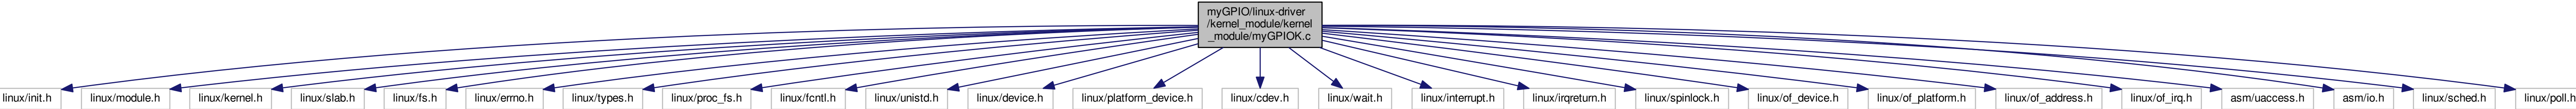 myGPIO/linux-driver
/kernel_module/kernel
_module/myGPIOK.c
linux/init.h
linux/module.h
linux/kernel.h
linux/slab.h
linux/fs.h
linux/errno.h
linux/types.h
linux/proc_fs.h
linux/fcntl.h
linux/unistd.h
linux/device.h
linux/platform_device.h
linux/cdev.h
linux/wait.h
linux/interrupt.h
linux/irqreturn.h
linux/spinlock.h
linux/of_device.h
linux/of_platform.h
linux/of_address.h
linux/of_irq.h
asm/uaccess.h
asm/io.h
linux/sched.h
linux/poll.h